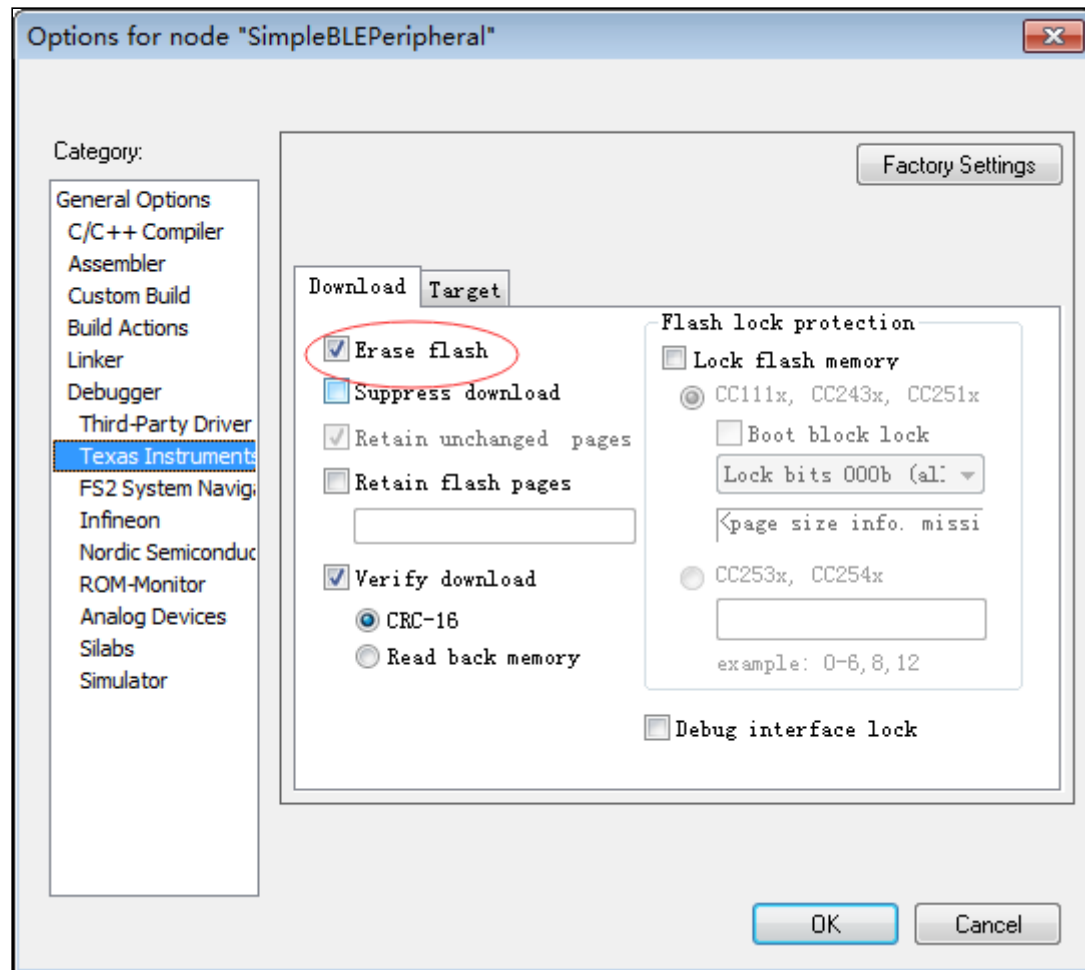 Options for node "SimpleBLEPeripheral"
Category:
General Options
C/C++ Compiler
Assembler
Custom Build
Build Actions
Linker
Debugger
Third-Party Driver
Texas Instruments
FS2 System Naviga
Infineon
Nordic Semiconduc
ROM-Monitor
Analog Devices
Silabs
Simulator
Factory Settings
Download
Target
Erase flash
Suppress download
Retain unchanged pages
Retain flash pages
Verify download
CRC-16
Read back memory
Flash lock protection
Lock flash memory
CC111x, CC243x, CC251x
Boot block lock
Lock bits 000b (al
<page size info. missi
CC253x, CC254x
example: 0-6,8,12
Debug interface lock
OK
Cancel